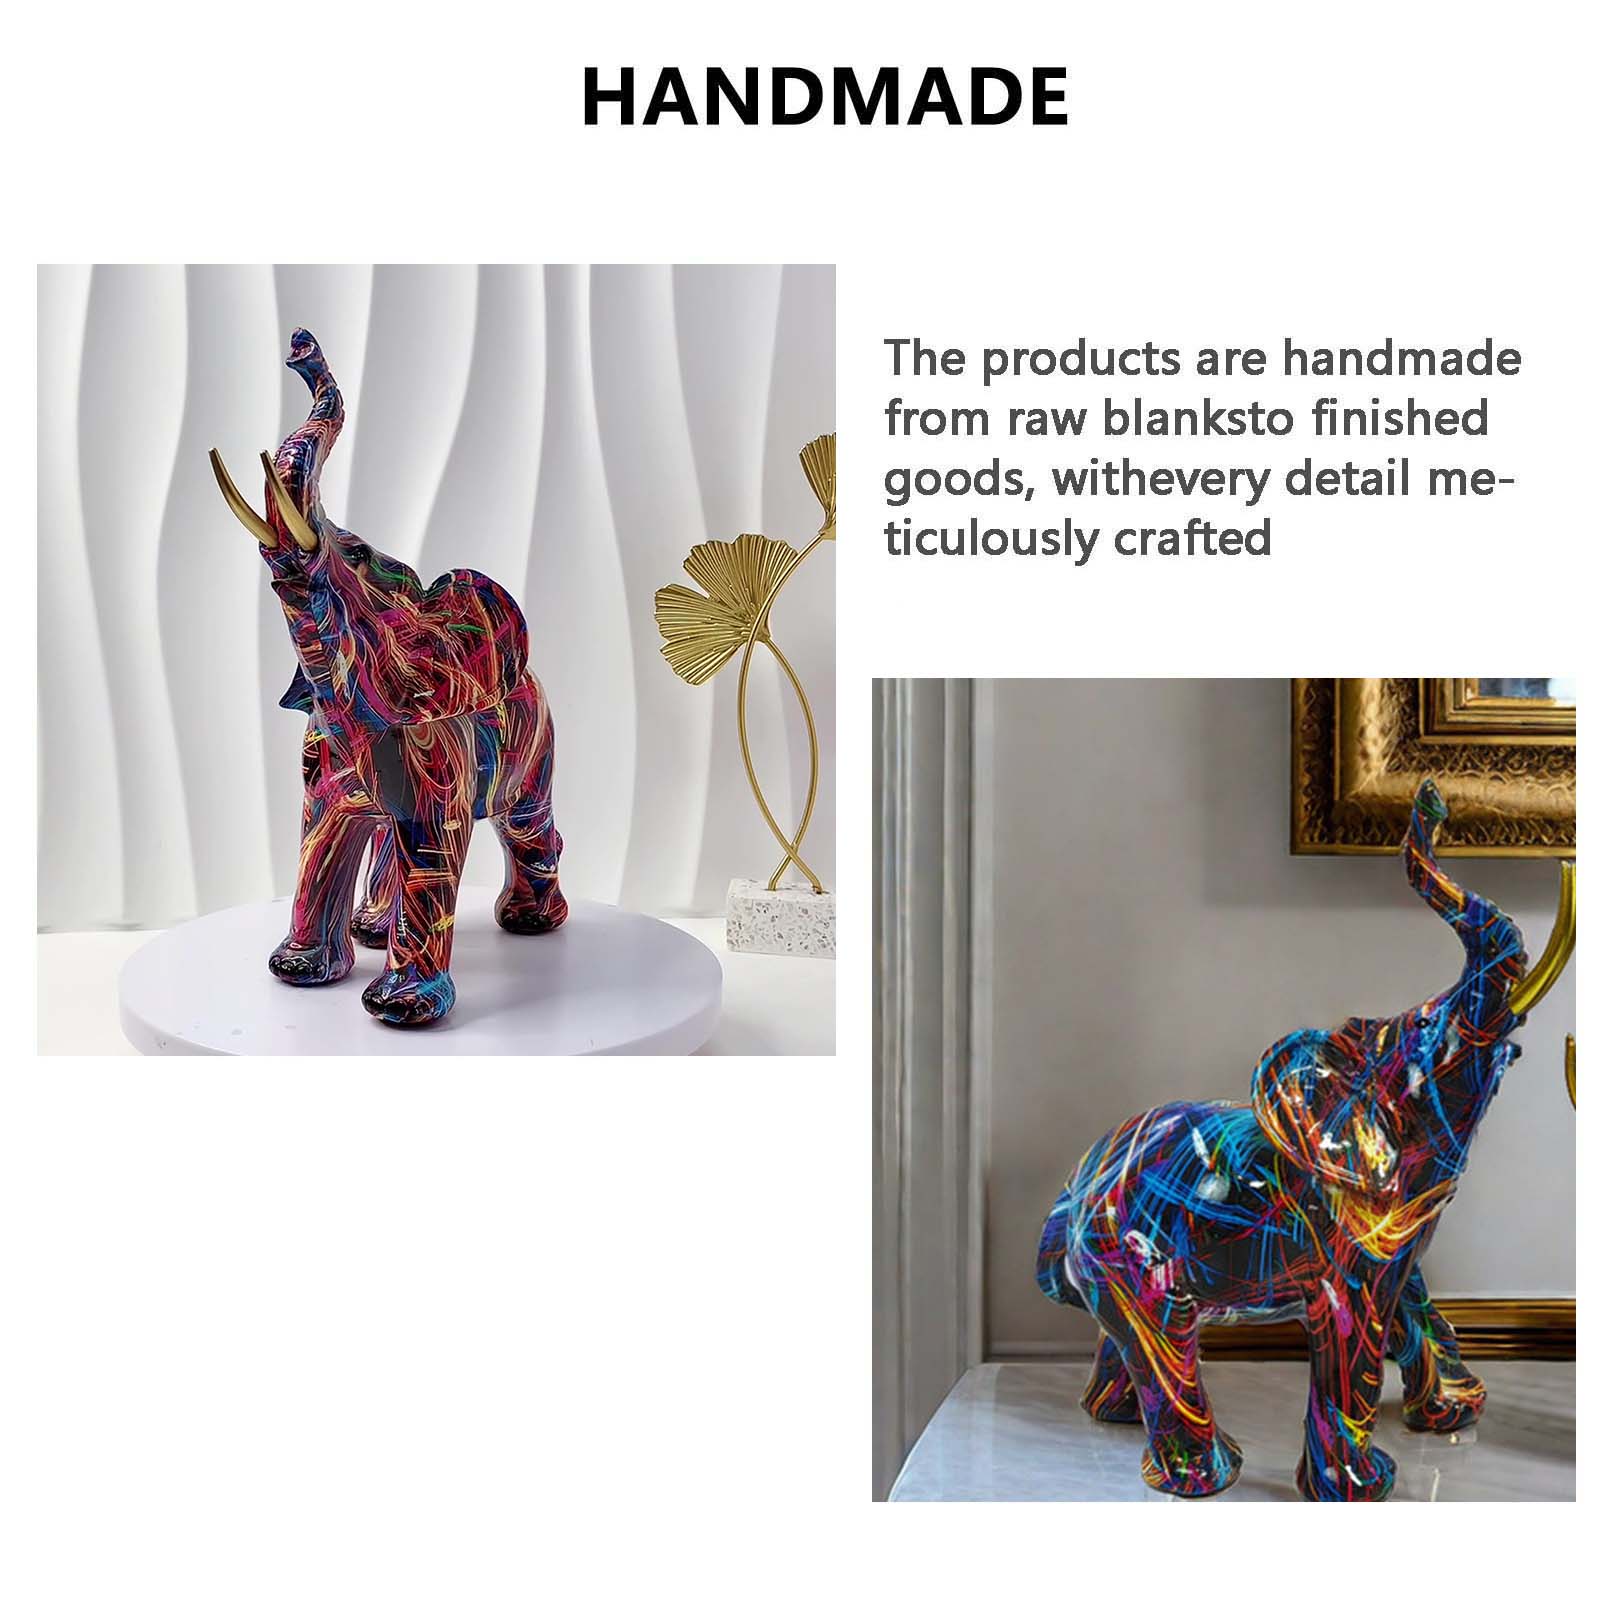 HANDMADE
The products are handmade
from raw blanksto finished
goods, withevery detail me-
ticulously crafted